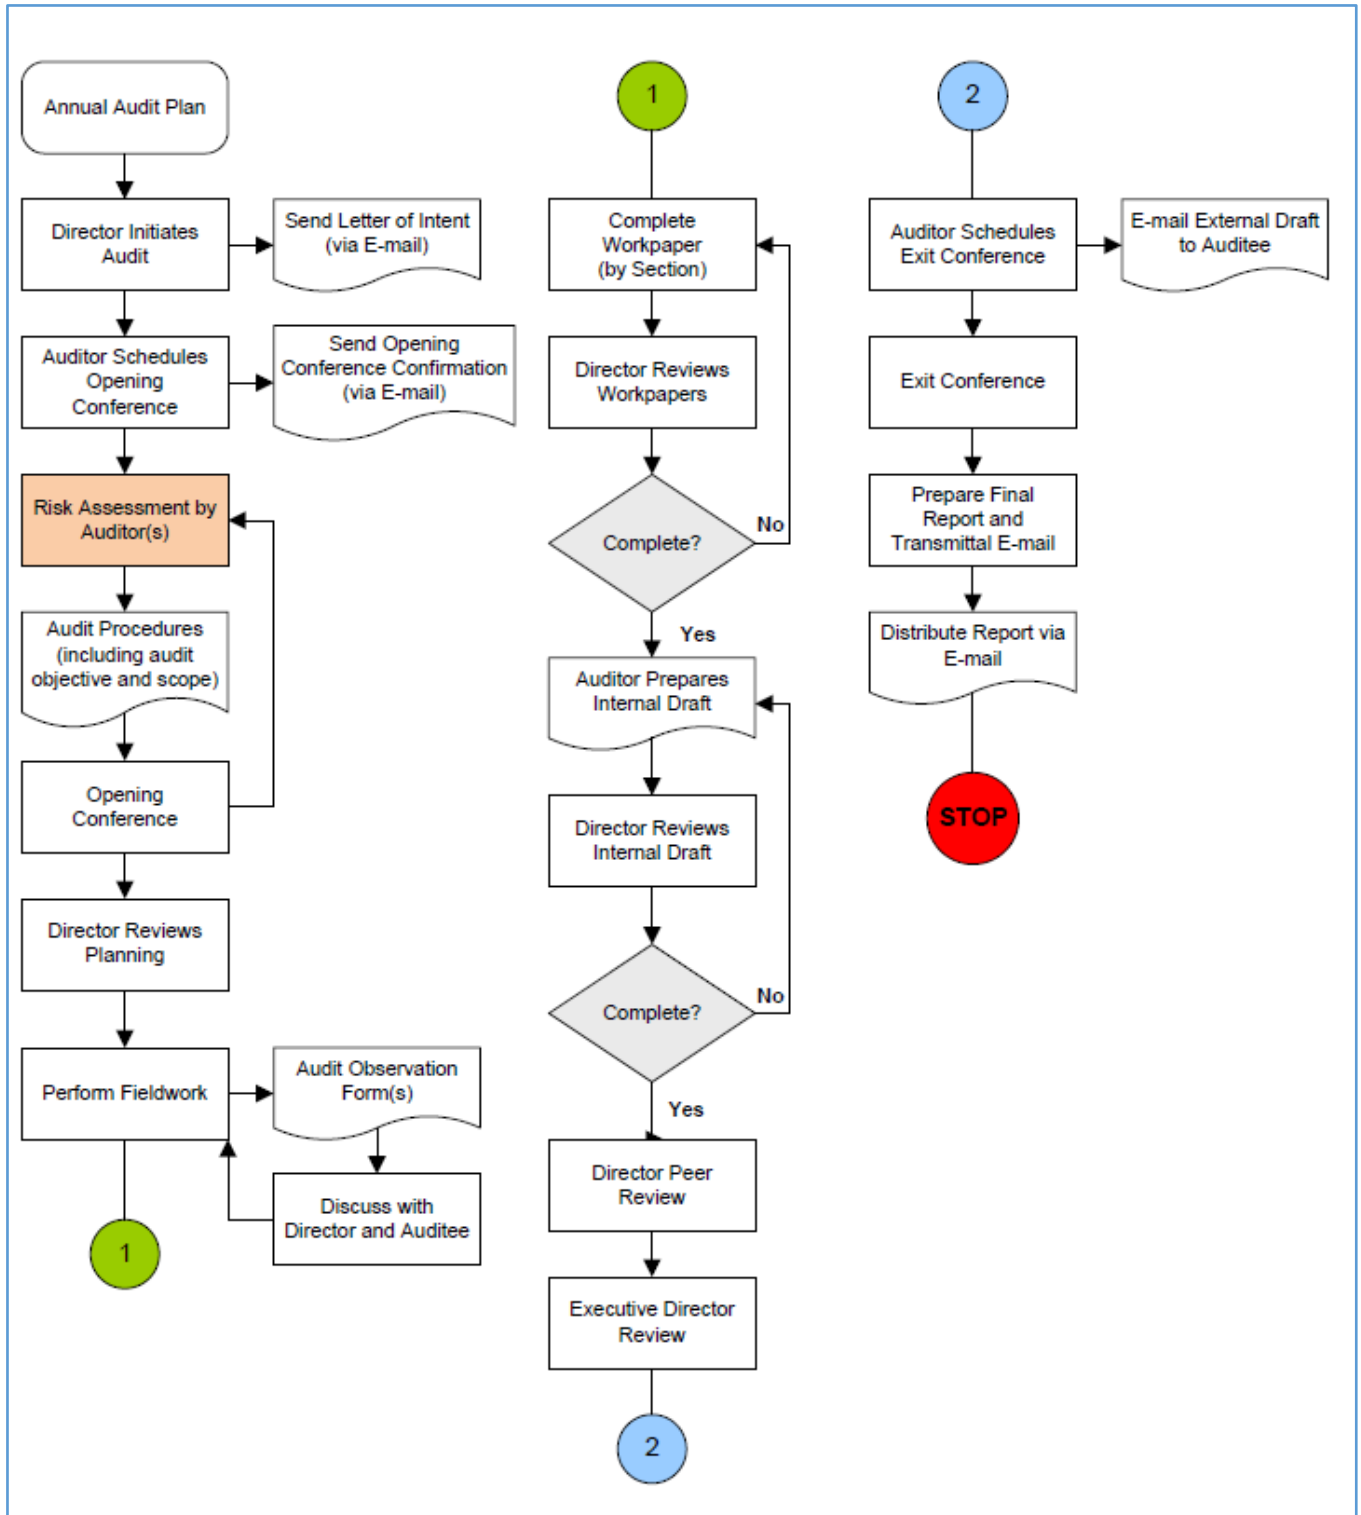 Annual Audit Plan
Director Initiates
Audit
Send Letter of Intent
(via E-mail)
Auditor Schedules
Opening
Conference
Send Opening
Conference Confirmation
(via E-mail)
Risk Assessment by
Auditor(s)
Audit Procedures
(including audit
objective and scope)
Opening
Conference
Director Reviews
Planning
Perform Fieldwork
Audit Observation
Form(s)
Discuss with
Director and Auditee
1
1
Complete
Workpaper
(by Section)
Director Reviews
Workpapers
Complete?
No
Yes
Auditor Prepares
Internal Draft
Director Reviews
Internal Draft
Complete?
No
Yes
Director Peer
Review
Executive Director
Review
2
2
Auditor Schedules
Exit Conference
E-mail External Draft
to Auditee
Exit Conference
Prepare Final
Report and
Transmittal E-mail
Distribute Report via
E-mail
STOP